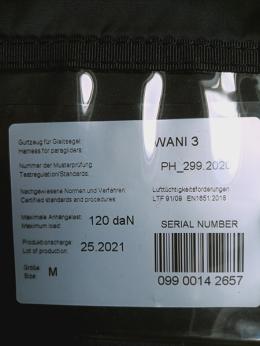 Gurtzeug für Gleitsegel WANI 3
Harness for paragliders
Nummer der Musterprüfung PH_299.2020
Testregulation/Standards:
Nachgewiesene Normen und Verfahren Lufttüchtigkeitsforderungen
Certified standards and procedures LTF 91/09 EN1651:2018
Maximale Anhängelast: 120 daN SERIAL NUMBER
Maximum load:
Produktionscharge: 25.2021
Lot of production:
Größe M
Size:
099 0014 2657